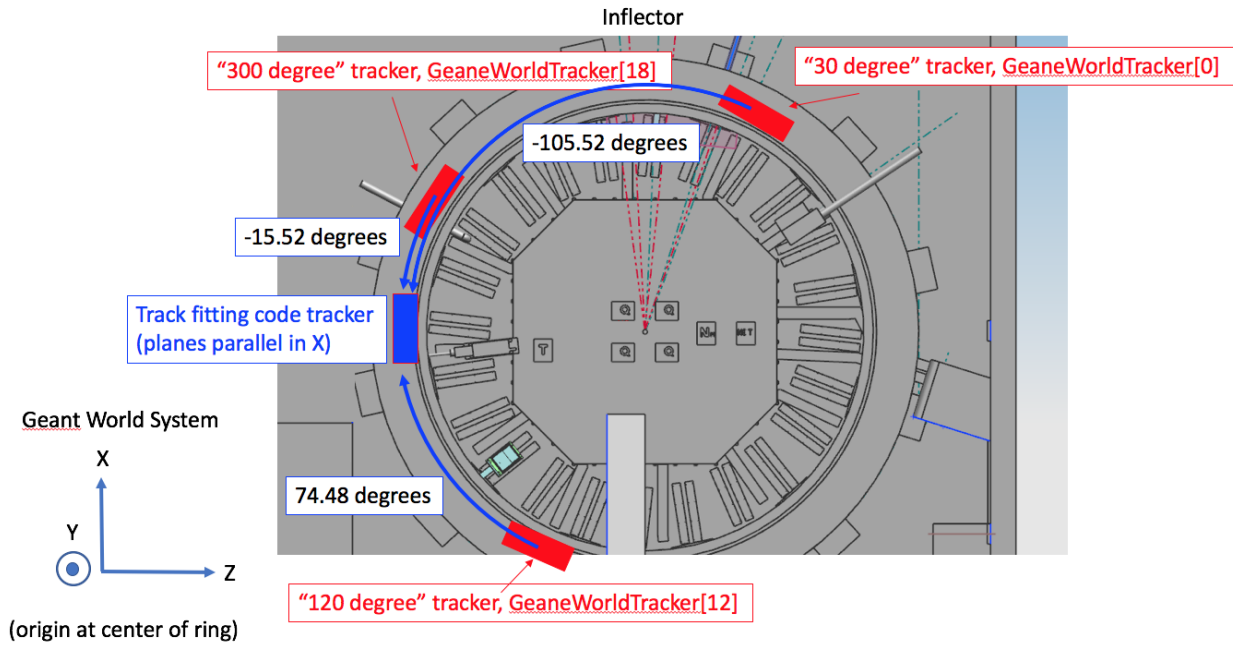 Inflector
“300 degree” tracker, GeaneWorldTracker[18]
“30 degree” tracker, GeaneWorldTracker[0]
-105.52 degrees
-15.52 degrees
Track fitting code tracker
(planes parallel in X)
Q
Q
T
Q
Q
Geant World System
X
Y
Z
74.48 degrees
“120 degree” tracker, GeaneWorldTracker[12]
(origin at center of ring)